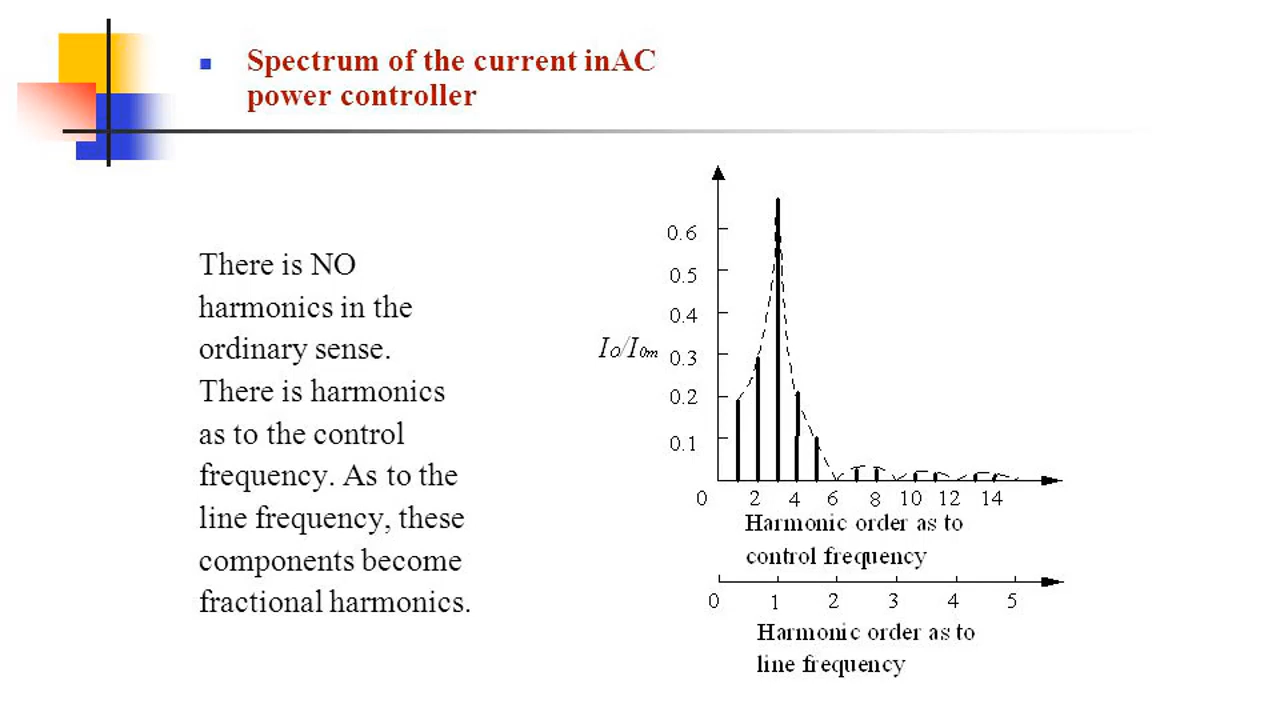 Spectrum of the current inAC
power controller
There is NO
harmonics in the
ordinary sense.
There is harmonics
as to the control
frequency. As to the
line frequency, these
components become
fractional harmonics.
0.6
0.5
0.4
Io/I0m 0.3
0.2
0.1
0 2 4 6 8 10 12 14
Harmonic order as to
control frequency
0 1 2 3 4 5
Harmonic order as to
line frequency